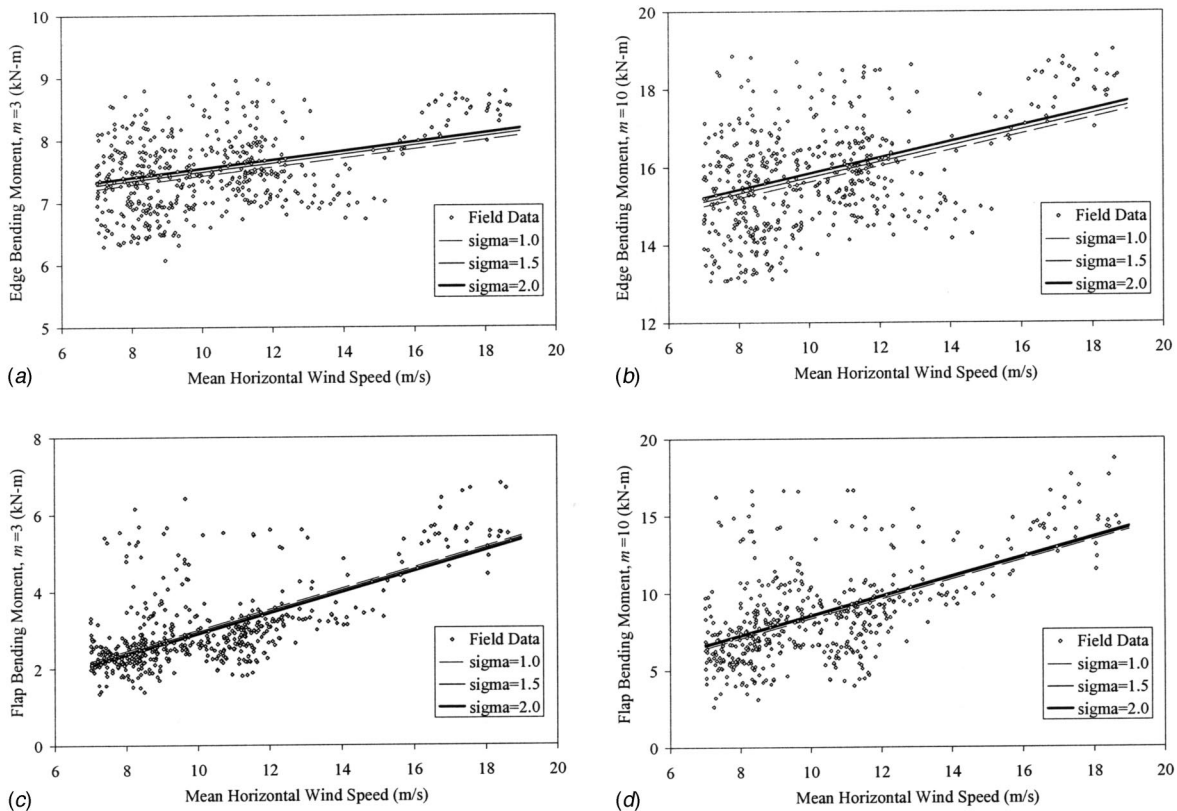 10
9
8
7
6
5
Edge Bending Moment, m =3 (kN-m)
Field Data
sigma=1.0
sigma=1.5
sigma=2.0
6 8 10 12 14 16 18 20
Mean Horizontal Wind Speed (m/s)
(a)
20
18
16
14
12
Edge Bending Moment, m =10 (kN-m)
Field Data
sigma=1.0
sigma=1.5
sigma=2.0
6 8 10 12 14 16 18 20
Mean Horizontal Wind Speed (m/s)
(b)
8
6
4
2
0
Flap Bending Moment, m =3 (kN-m)
Field Data
sigma=1.0
sigma=1.5
sigma=2.0
6 8 10 12 14 16 18 20
Mean Horizontal Wind Speed (m/s)
(c)
20
15
10
5
0
Flap Bending Moment, m =10 (kN-m)
Field Data
sigma=1.0
sigma=1.5
sigma=2.0
6 8 10 12 14 16 18 20
Mean Horizontal Wind Speed (m/s)
(d)